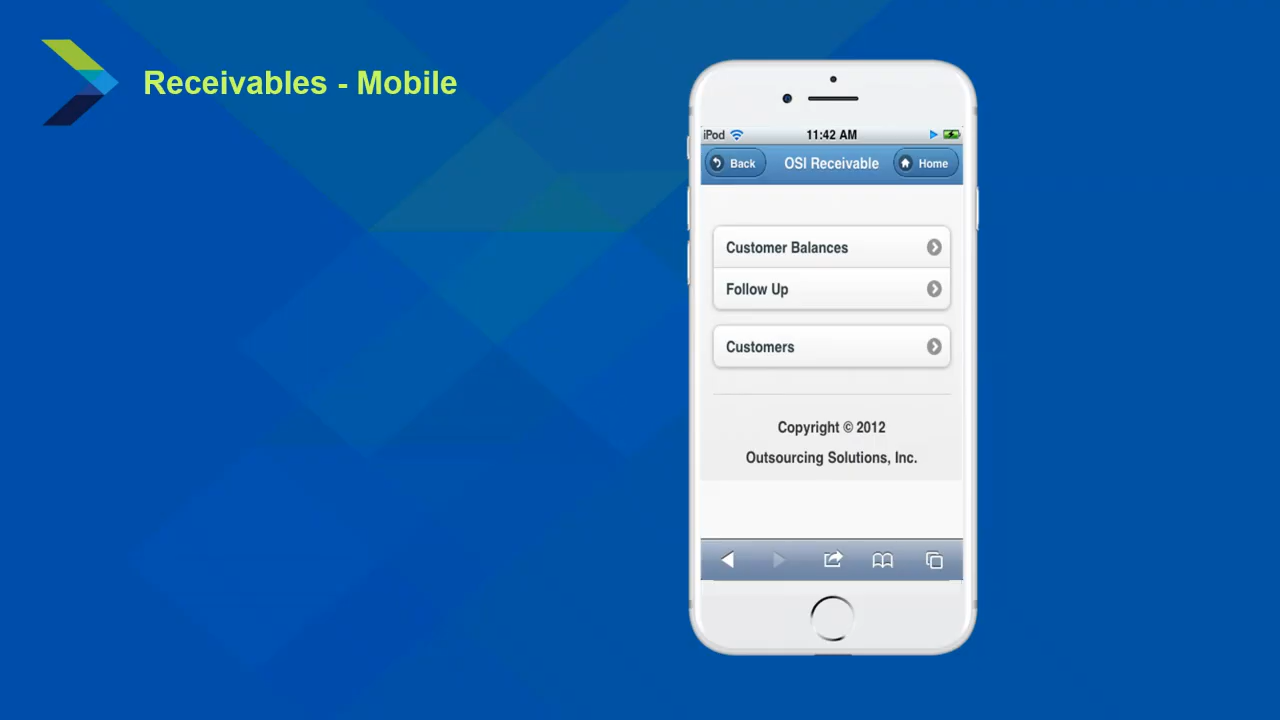 Receivables - Mobile
iPod
11:42 AM
Back
OSI Receivable
Home
Customer Balances
Follow Up
Customers
Copyright © 2012
Outsourcing Solutions, Inc.